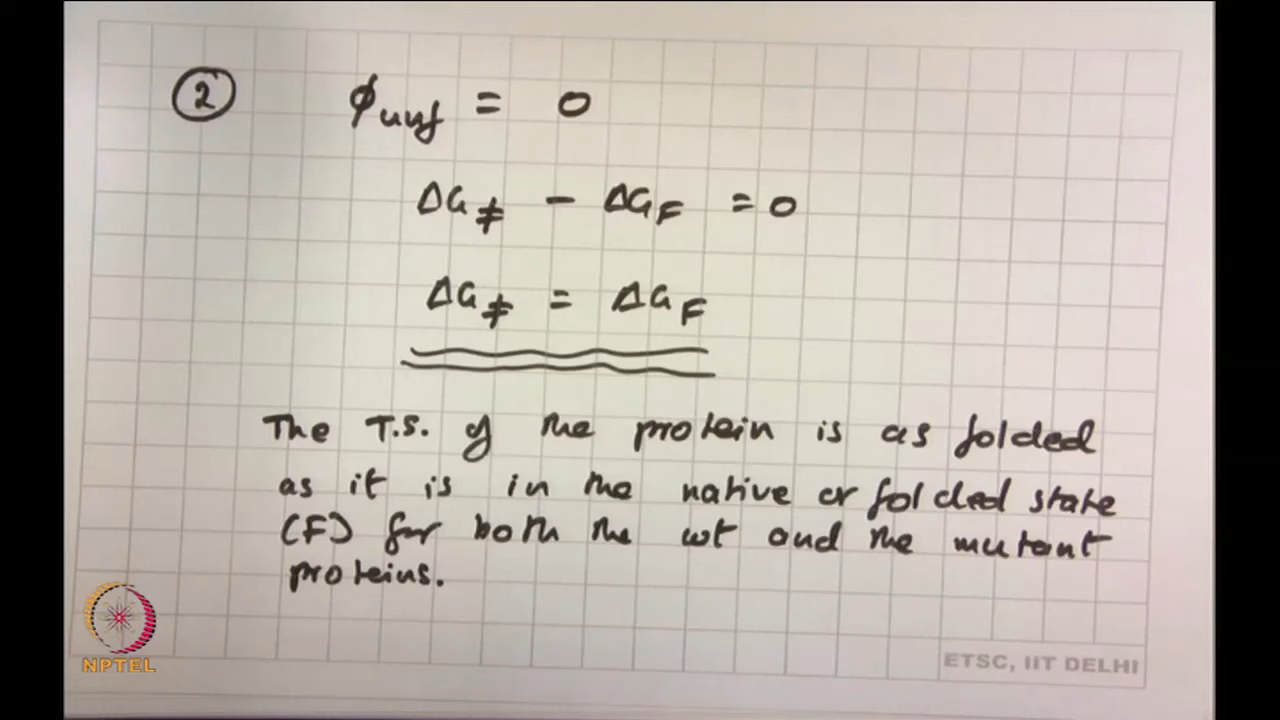 ② ϕunf = 0
ΔG≠ - ΔGF = 0
ΔG≠ = ΔGF
The T.S. of the protein is as folded
as it is in the native or folded state
(F) for both the wt and the mutant
proteins.
NPTEL
ETSC, IIT DELHI